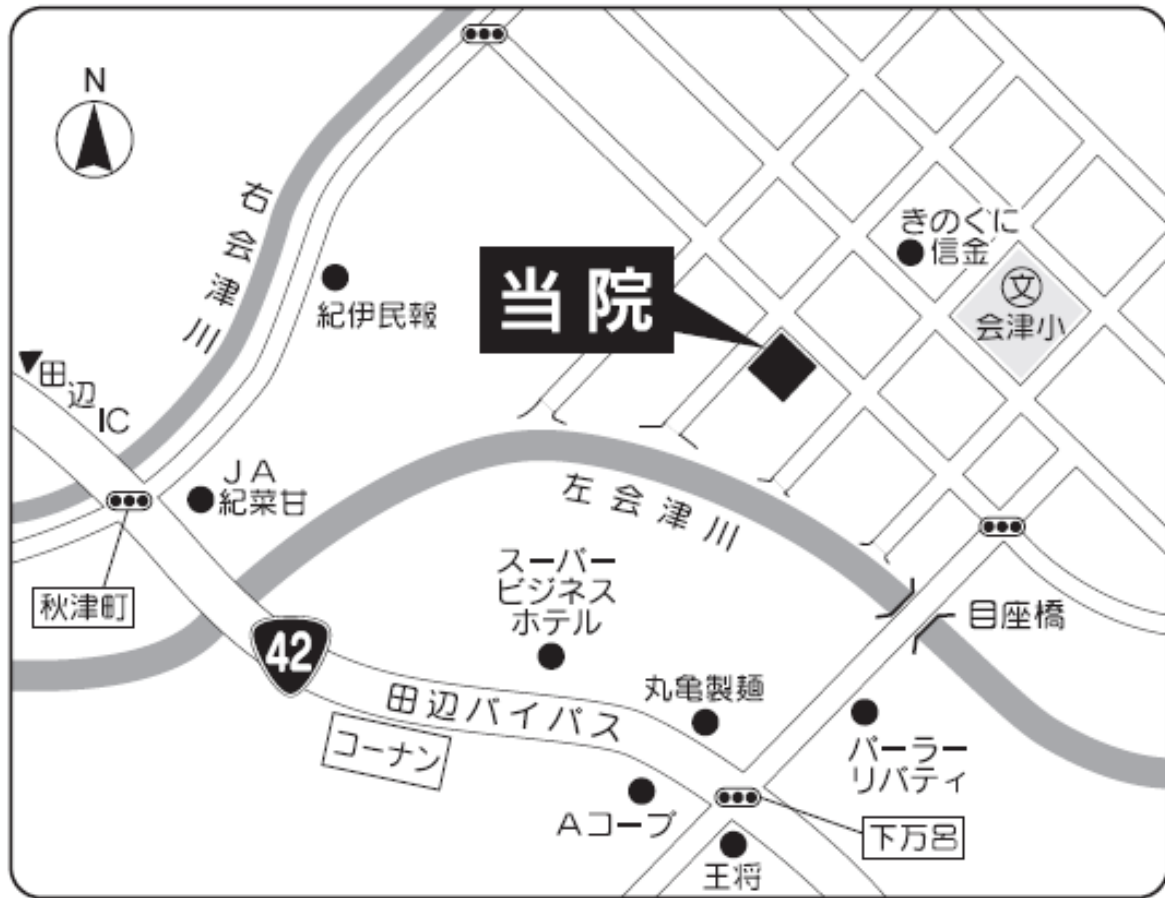 N
右会津川
紀伊民報
当院
きのくに
信金
文
会津小
田辺IC
JA
紀菜甘
秋津町
左会津川
スーパー
ビジネス
ホテル
目座橋
42
田辺バイパス
丸亀製麺
コーナン
パーラー
リバティ
Aコープ
下万呂
王将